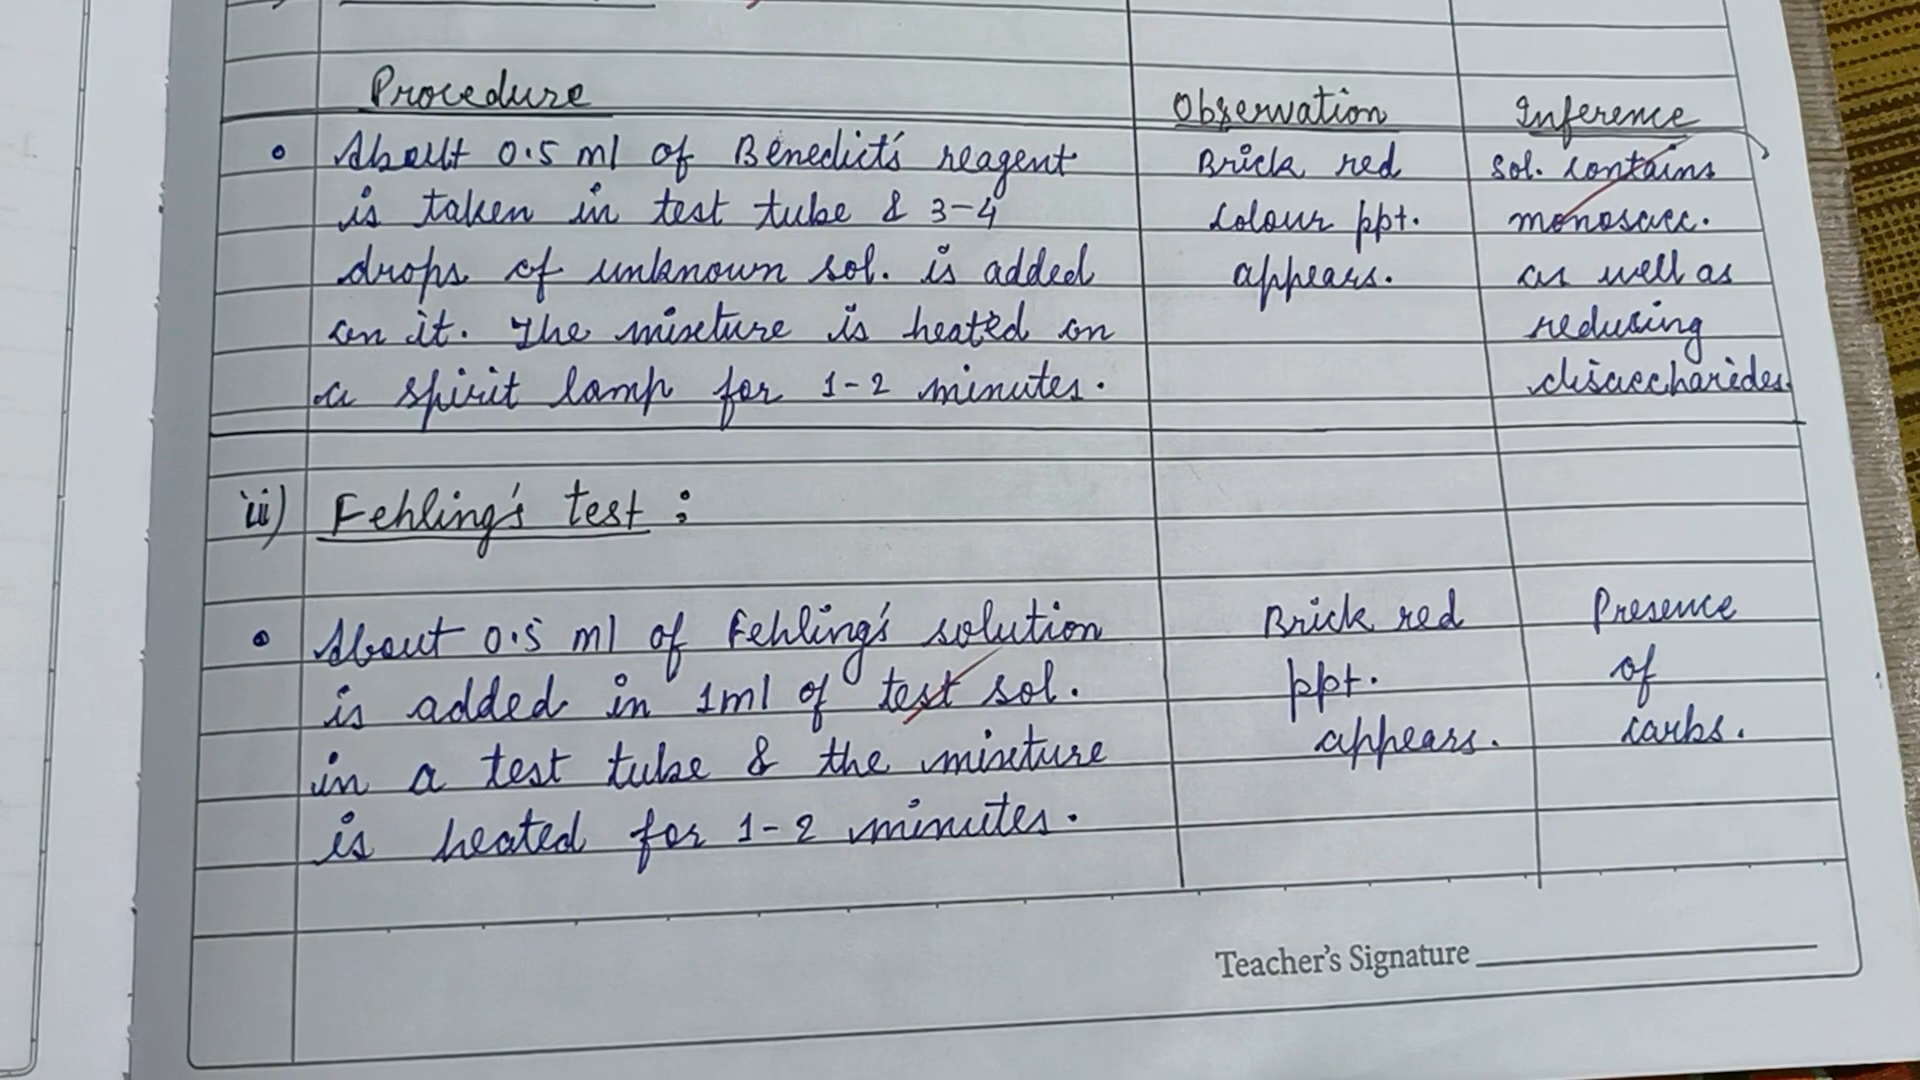 Procedure
Observation
Inference
• About 0.5 ml of Benedict's reagent
is taken in test tube & 3-4
drops of unknown sol. is added
on it. The mixture is heated on
a spirit lamp for 1-2 minutes.
Brick red
colour ppt.
appears.
Sol. contains
monosacc.
as well as
reducing
disaccharides.
ii) Fehling's test :
• About 0.5 ml of Fehling's solution
is added in 1ml of test sol.
in a test tube & the mixture
is heated for 1-2 minutes.
Brick red
ppt.
appears.
Presence
of
carbs.
Teacher's Signature